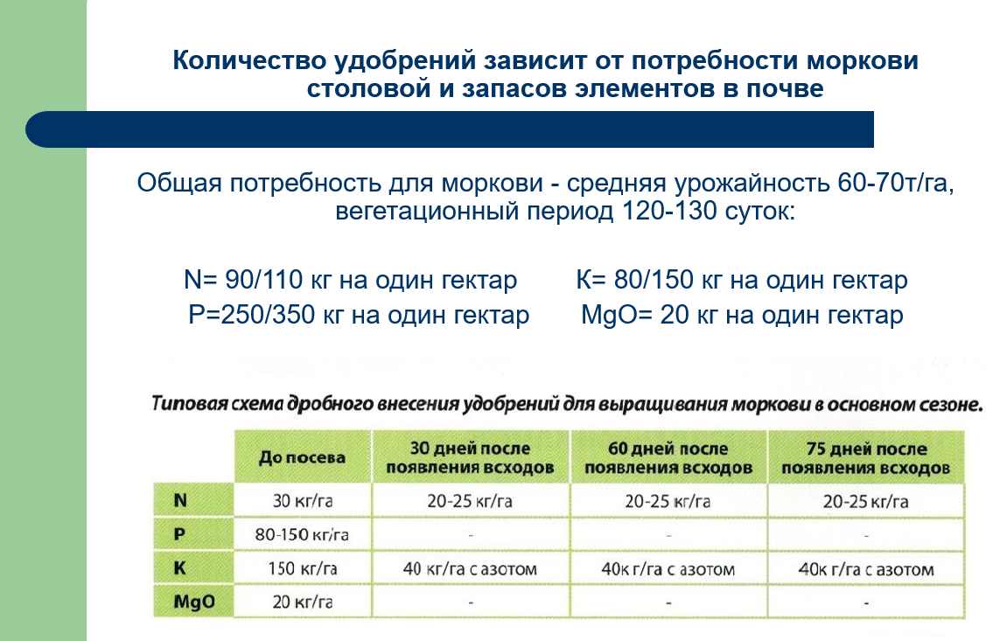 Количество удобрений зависит от потребности моркови
столовой и запасов элементов в почве
Общая потребность для моркови - средняя урожайность 60-70т/га,
вегетационный период 120-130 суток:
N= 90/110 кг на один гектар К= 80/150 кг на один гектар
Р=250/350 кг на один гектар MgO= 20 кг на один гектар
Типовая схема дробного внесения удобрений для выращивания моркови в основном сезоне.
До посева 30 дней после появления всходов 60 дней после появления всходов 75 дней после появления всходов
N 30 кг/га 20-25 кг/га 20-25 кг/га 20-25 кг/га
P 80-150 кг/га - - -
K 150 кг/га 40 кг/га с азотом 40к г/га с азотом 40к г/га с азотом
MgO 20 кг/га - - -